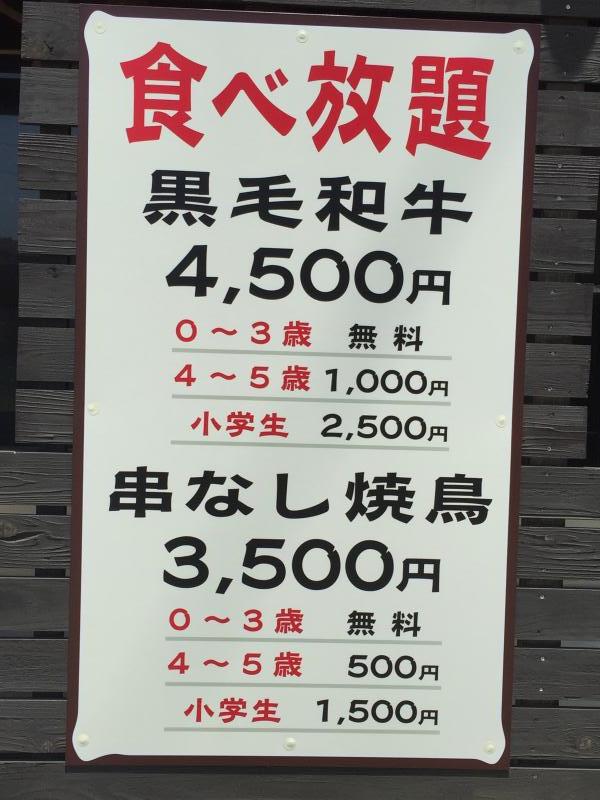 食べ放題
黒毛和牛
4,500円
0～3歳 無料
4～5歳 1,000円
小学生 2,500円
串なし焼鳥
3,500円
0～3歳 無料
4～5歳 500円
小学生 1,500円